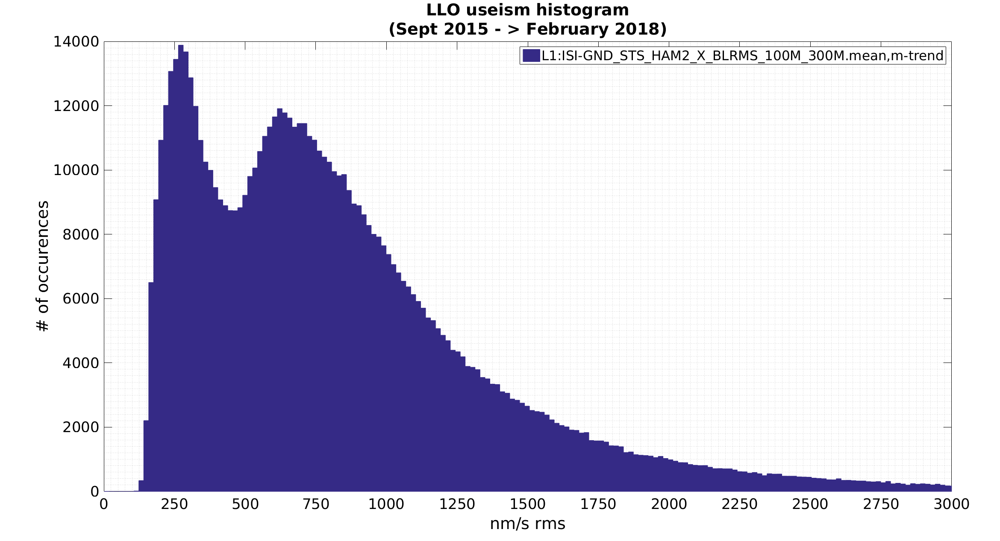 LLO useism histogram
(Sept 2015 - > February 2018)
L1:ISI-GND_STS_HAM2_X_BLRMS_100M_300M.mean,m-trend
14000
12000
10000
8000
6000
4000
2000
0
# of occurences
0 250 500 750 1000 1250 1500 1750 2000 2250 2500 2750 3000
nm/s rms